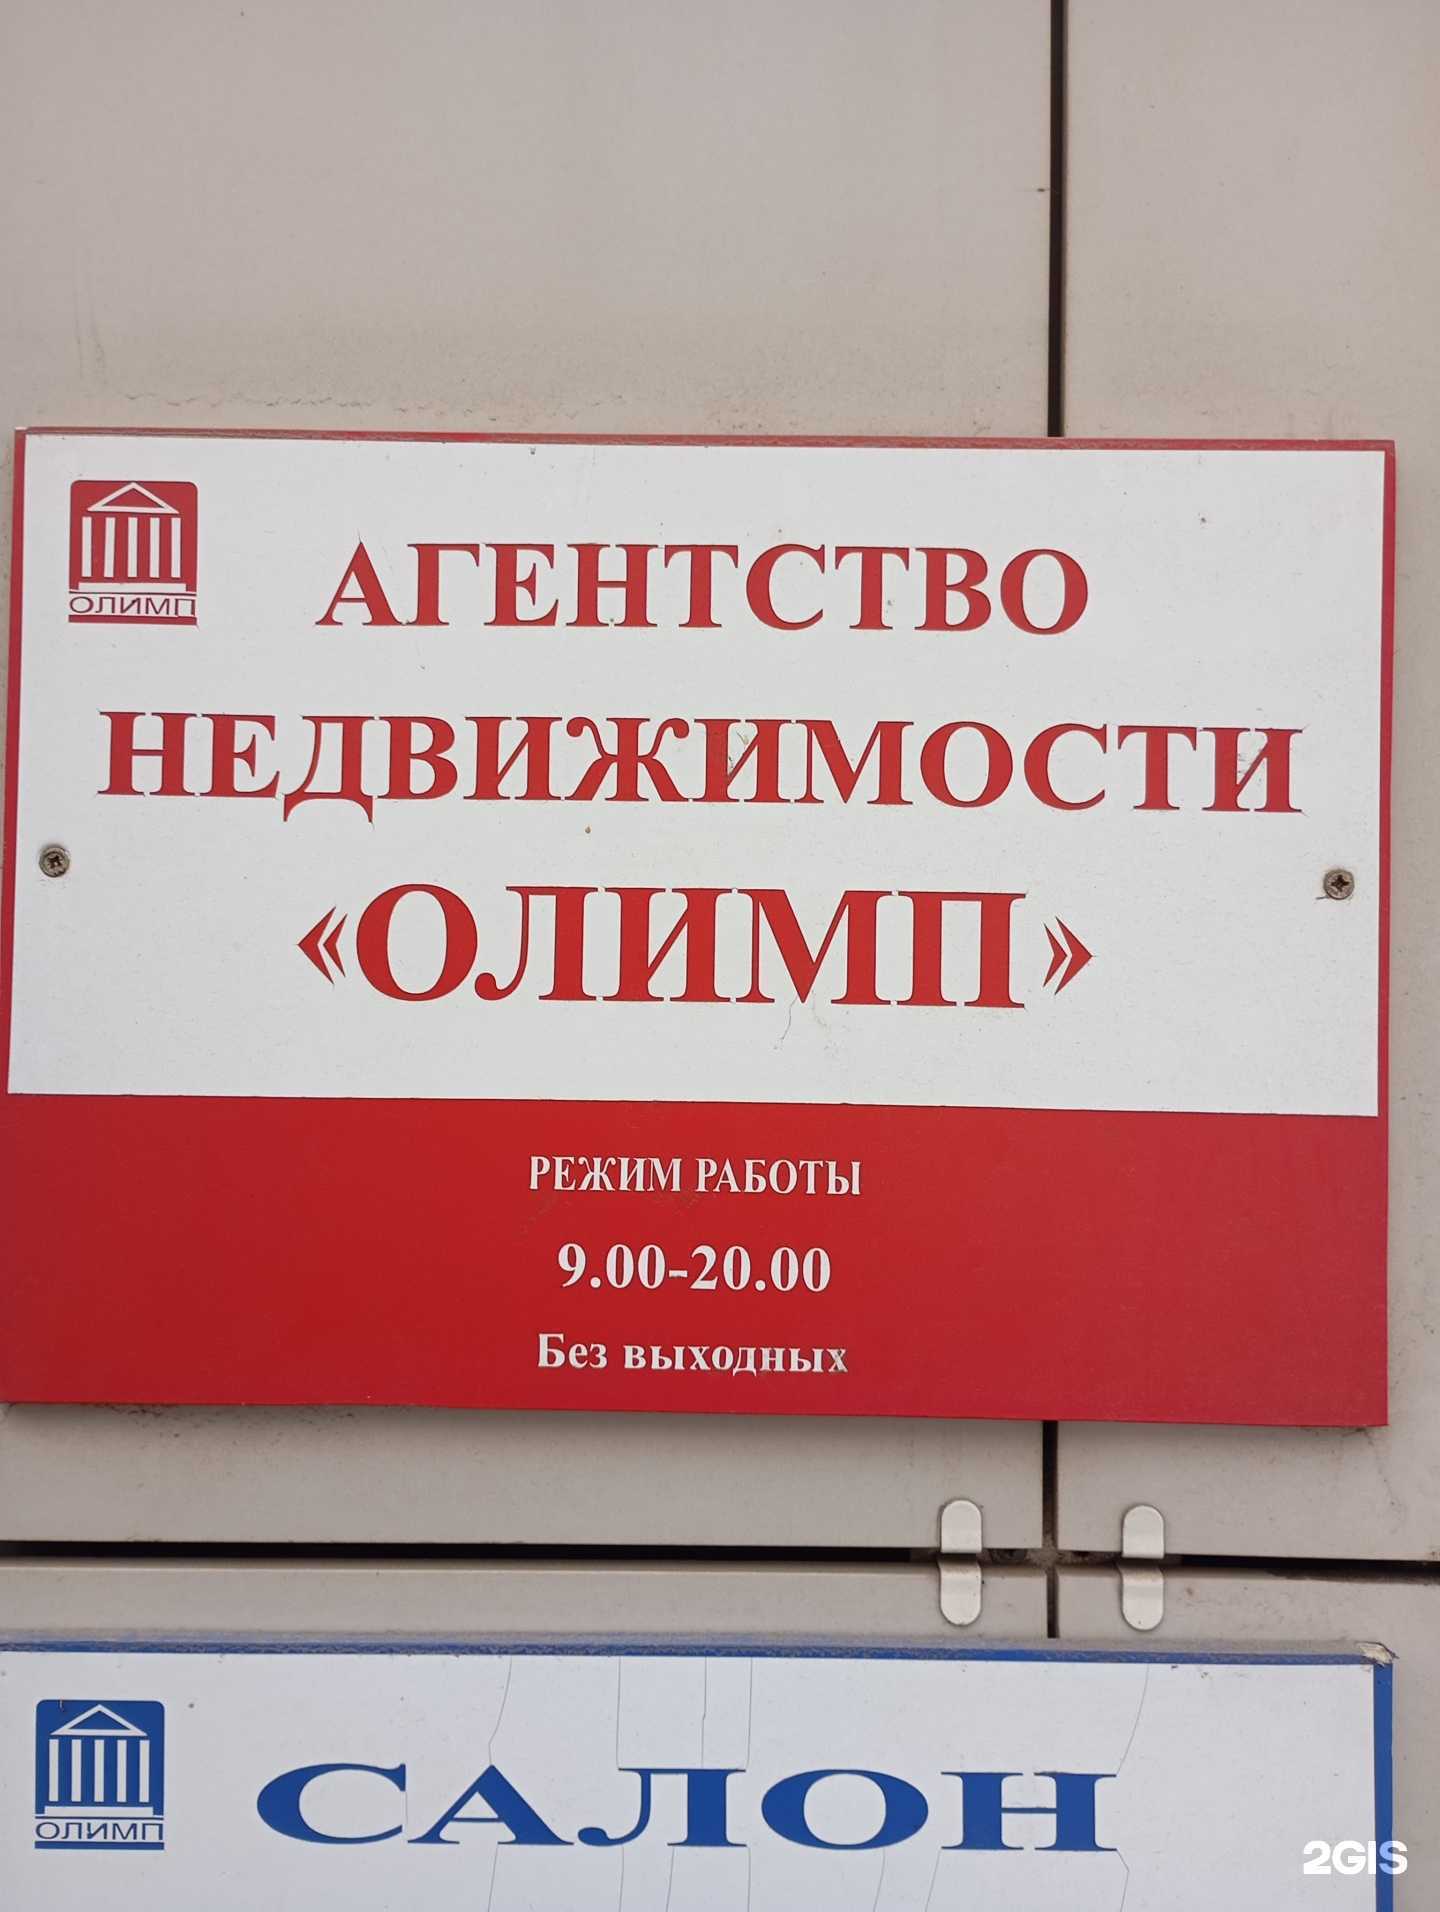 ОЛИМП
АГЕНТСТВО
НЕДВИЖИМОСТИ
«ОЛИМП»
РЕЖИМ РАБОТЫ
9.00-20.00
Без выходных
ОЛИМП
САЛОН
2GIS